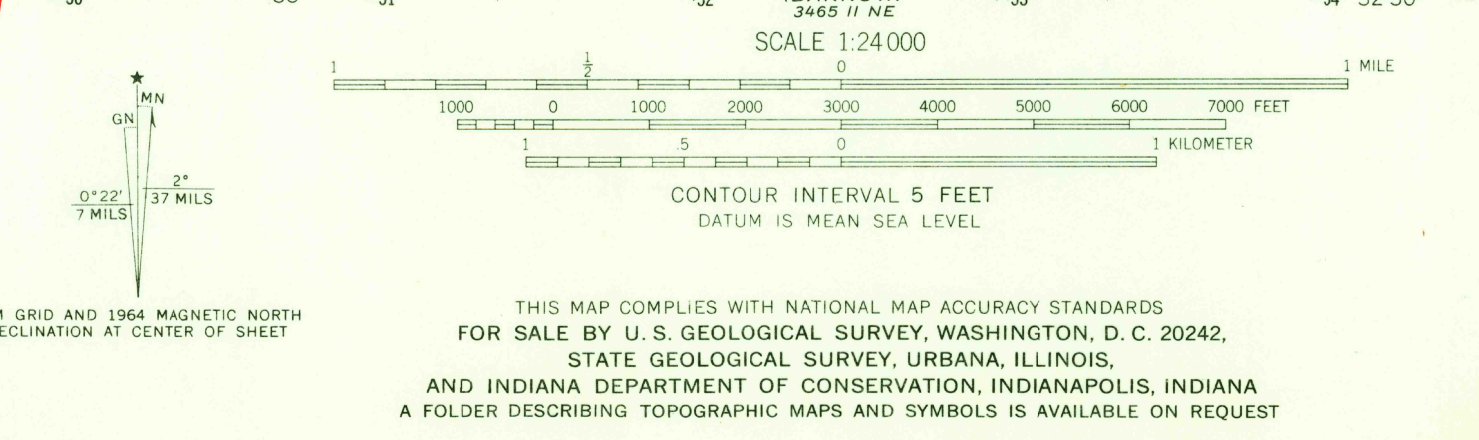 3465 II NE
SCALE 1:24 000
1 1/2 0 1 MILE
1000 0 1000 2000 3000 4000 5000 6000 7000 FEET
1 .5 0 1 KILOMETER
CONTOUR INTERVAL 5 FEET
DATUM IS MEAN SEA LEVEL
MN
GN
0°22'
7 MILS
2°
37 MILS
GRID AND 1964 MAGNETIC NORTH
ECLINATION AT CENTER OF SHEET
THIS MAP COMPLIES WITH NATIONAL MAP ACCURACY STANDARDS
FOR SALE BY U. S. GEOLOGICAL SURVEY, WASHINGTON, D. C. 20242,
STATE GEOLOGICAL SURVEY, URBANA, ILLINOIS,
AND INDIANA DEPARTMENT OF CONSERVATION, INDIANAPOLIS, INDIANA
A FOLDER DESCRIBING TOPOGRAPHIC MAPS AND SYMBOLS IS AVAILABLE ON REQUEST